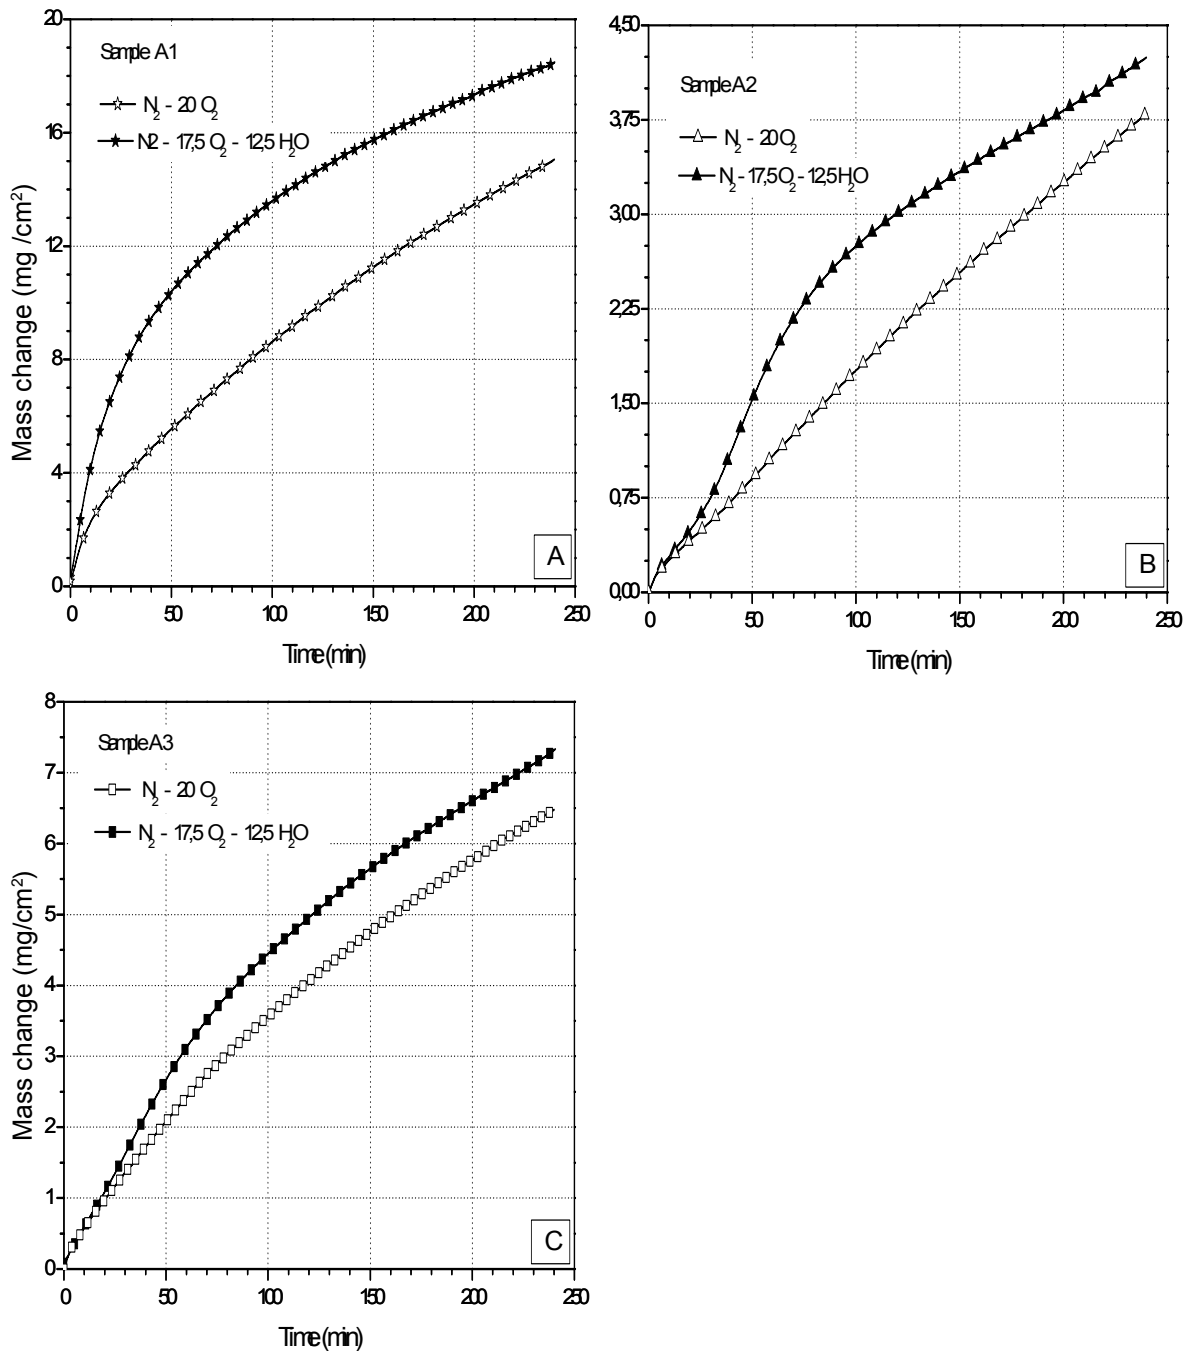 20
Sample A1
N2 - 20 O2
N2 - 17,5 O2 - 12,5 H2O
16
12
8
4
0
Mass change (mg /cm2)
A
0 50 100 150 200 250
Time (min)
4,50
Sample A2
N2 - 20 O2
N2 - 17,5 O2 - 12,5 H2O
3,75
3,00
2,25
1,50
0,75
0,00
B
0 50 100 150 200 250
Time (min)
8
Sample A3
N2 - 20 O2
N2 - 17,5 O2 - 12,5 H2O
7
6
5
4
3
2
1
0
Mass change (mg/cm2)
C
0 50 100 150 200 250
Time (min)